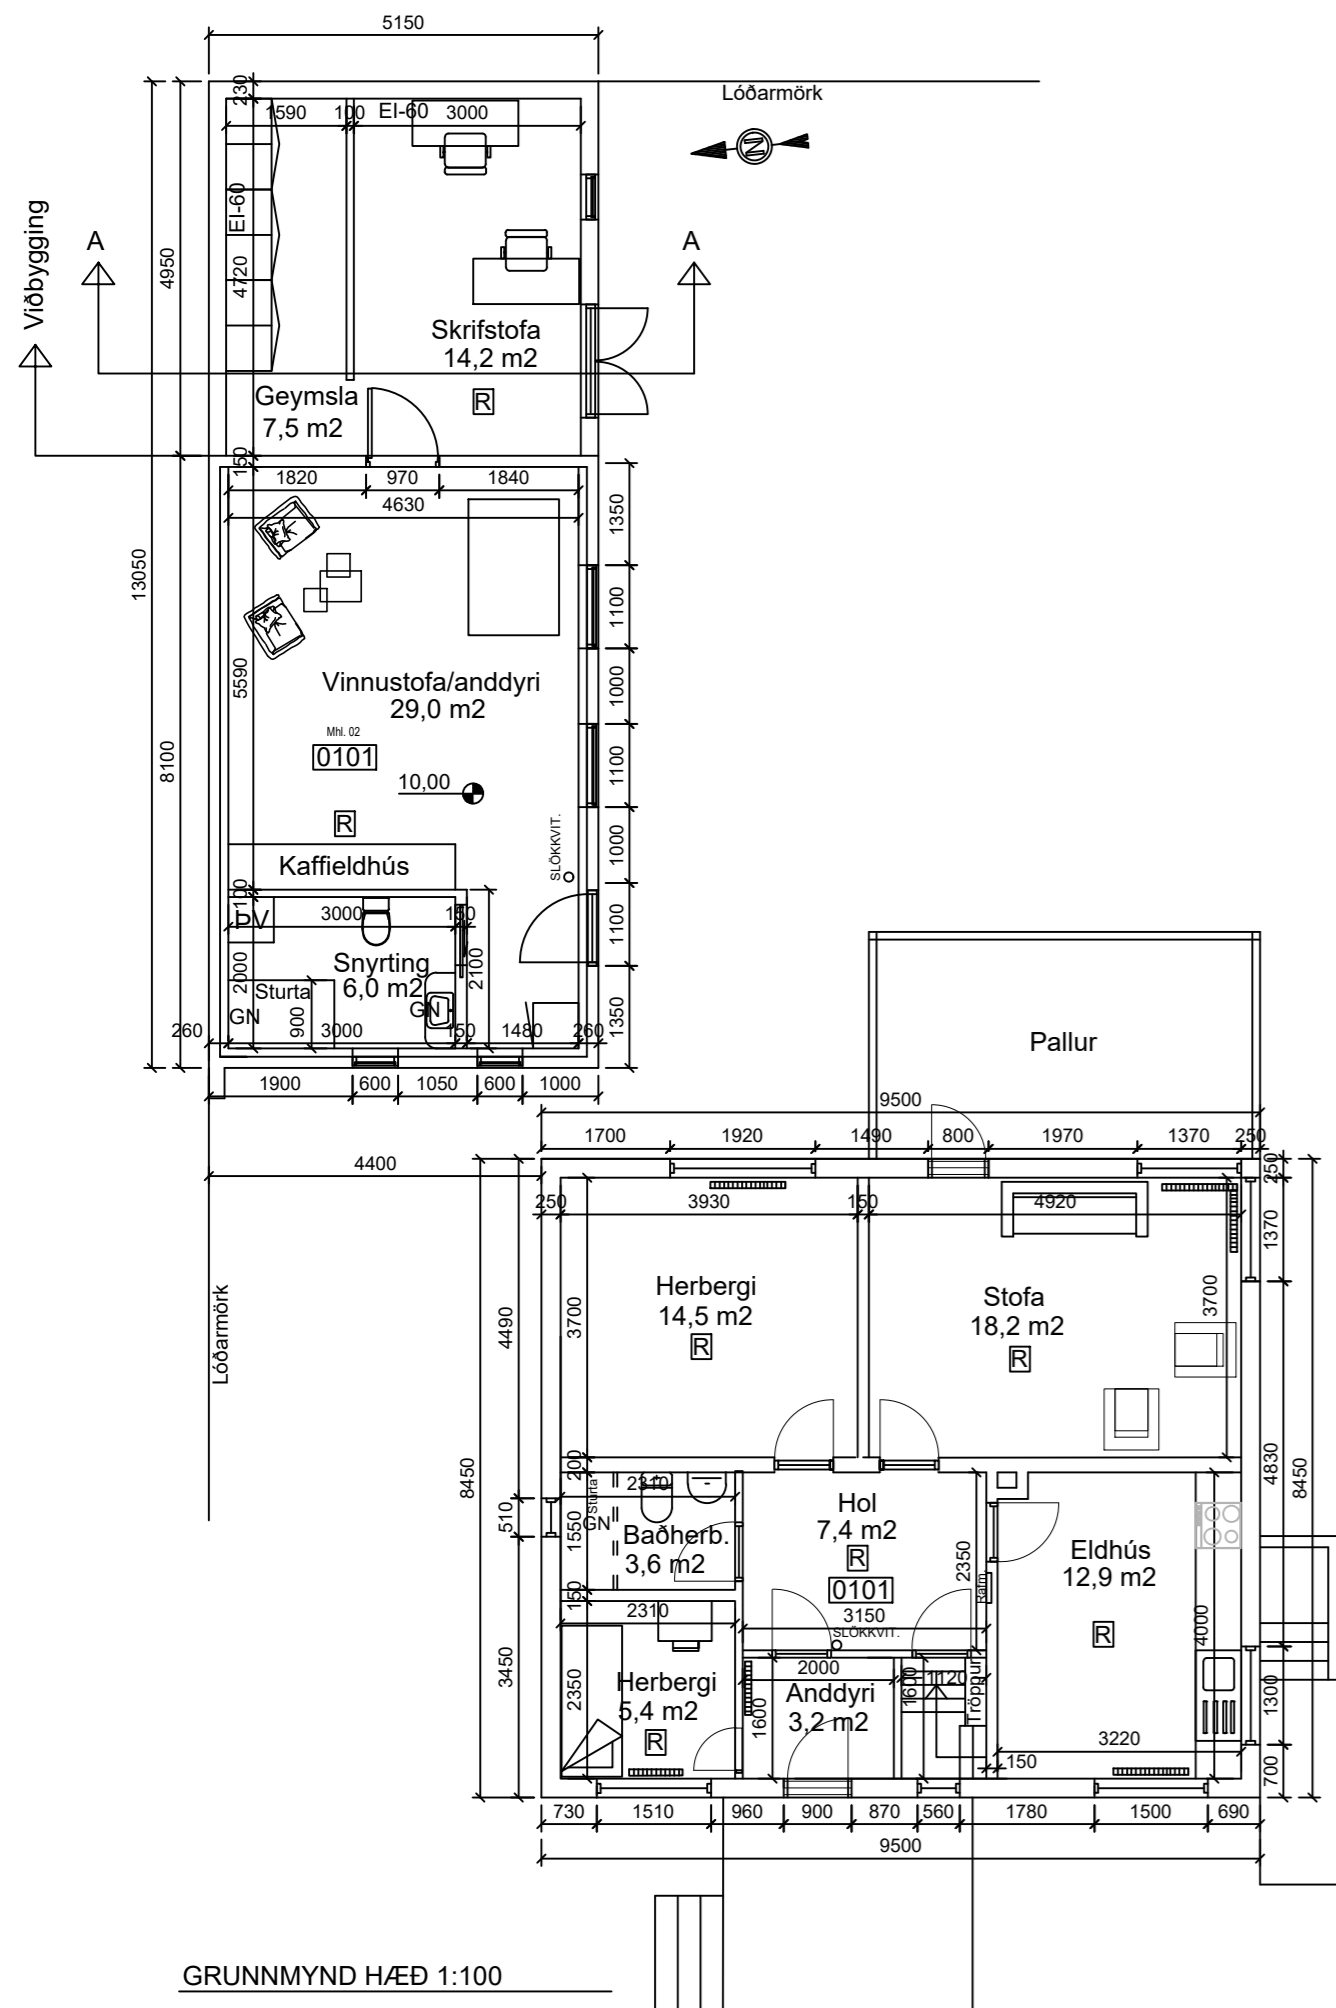 5150
Lóðarmörk
230
1590
100
EI-60
3000
N
Viðbygging
A
A
4950
EI-60
4720
Skrifstofa
14,2 m2
R
Geymsla
7,5 m2
150
1820
970
1840
4630
1350
13050
1100
5590
1000
Vinnustofa/anddyri
29,0 m2
Mhl. 02
0101
8100
1100
10,00
R
1000
SLÖKKVIT.
Kaffieldhús
100
ÞV
3000
150
1100
Snyrting
6,0 m2
2000
2100
Sturta
GN
GN
900
260
3000
150
1480
260
1350
1900
600
1050
600
1000
Pallur
9500
1700
1920
1490
800
1970
1370
250
4400
250
250
3930
150
4920
1370
Lóðarmörk
4490
3700
Herbergi
14,5 m2
R
Stofa
18,2 m2
R
3700
8450
200
2310
Sturta
GN
510
1550
Baðherb.
3,6 m2
Hol
7,4 m2
R
0101
2350
Rafm.
Eldhús
12,9 m2
R
4830
8450
150
2310
3150
SLÖKKVIT.
4000
3450
2350
Herbergi
5,4 m2
R
2000
Anddyri
3,2 m2
1600
1600
1120
Tröppur
1300
3220
150
700
730
1510
960
900
870
560
1780
1500
690
9500
GRUNNMYND HÆÐ 1:100